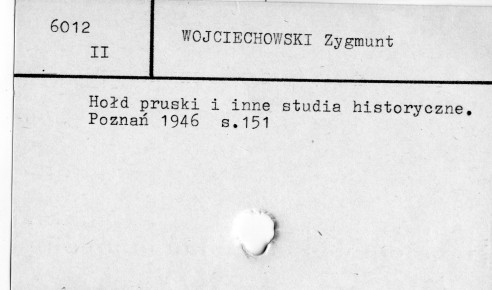 6012
II
WOJCIECHOWSKI Zygmunt
Hołd pruski i inne studia historyczne.
Poznań 1946 s.151